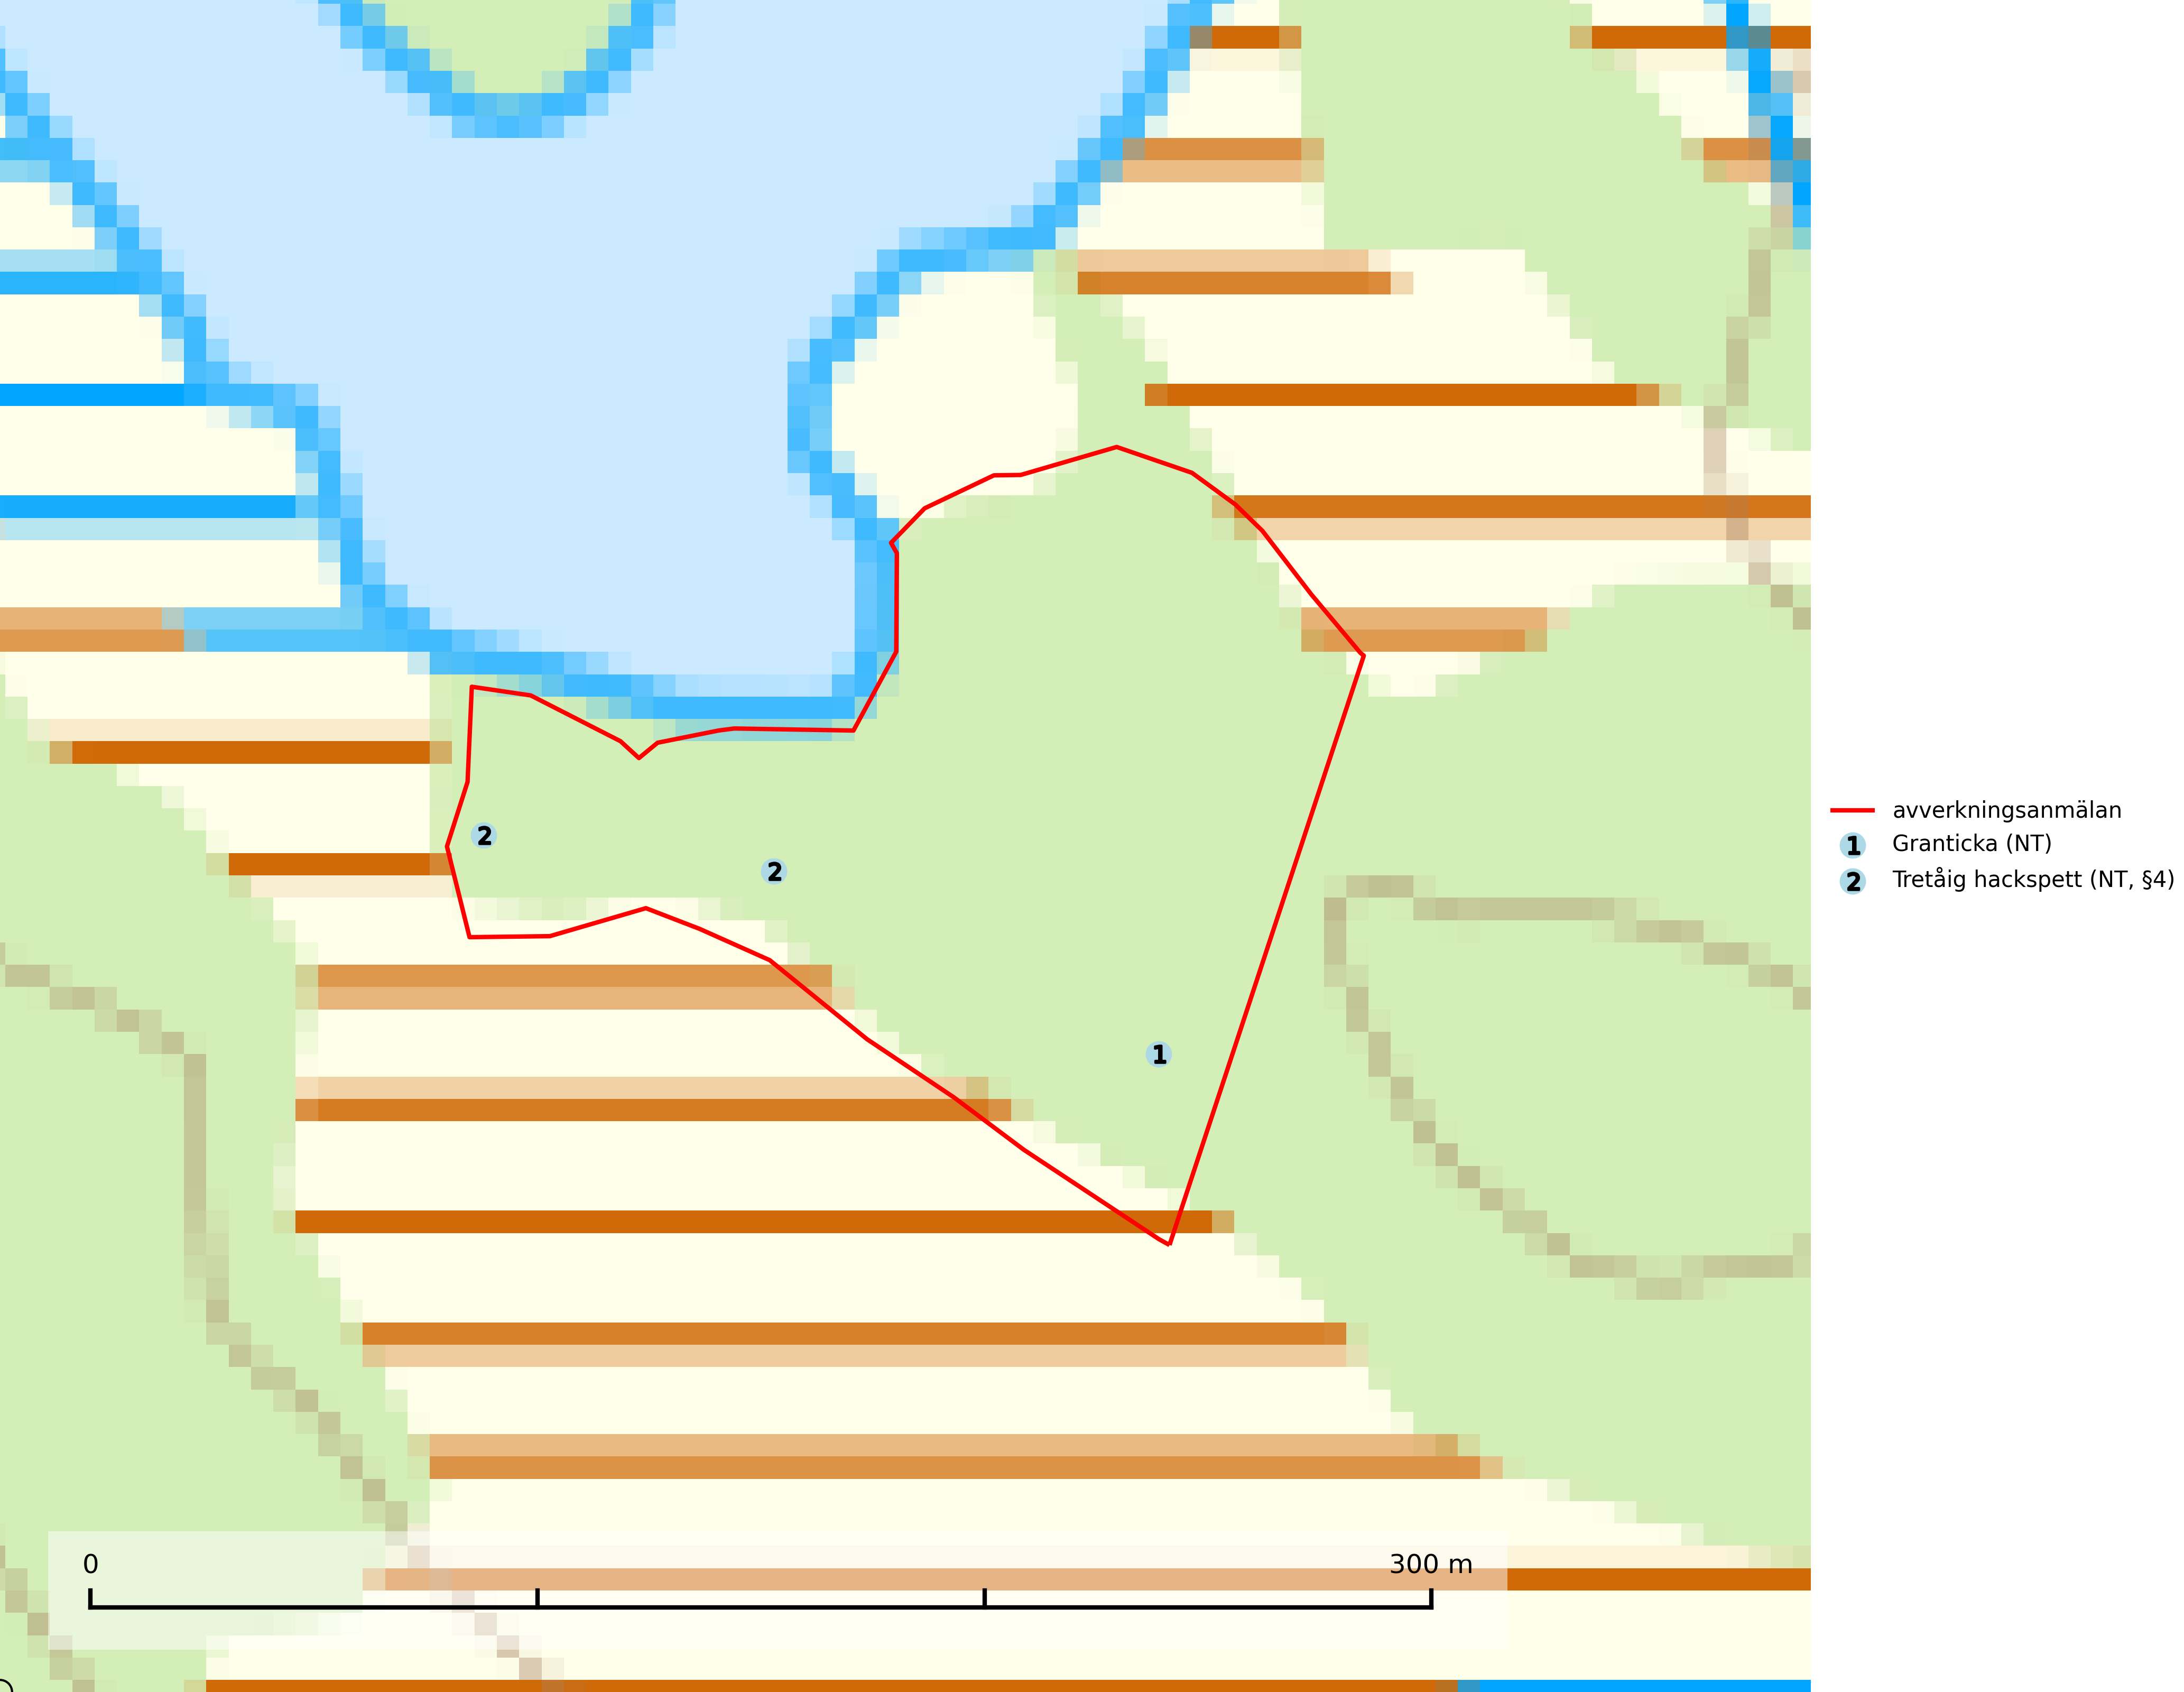 avverkningsanmälan
1 Granticka (NT)
2 Tretåig hackspett (NT, §4)
2
2
1
0 300 m